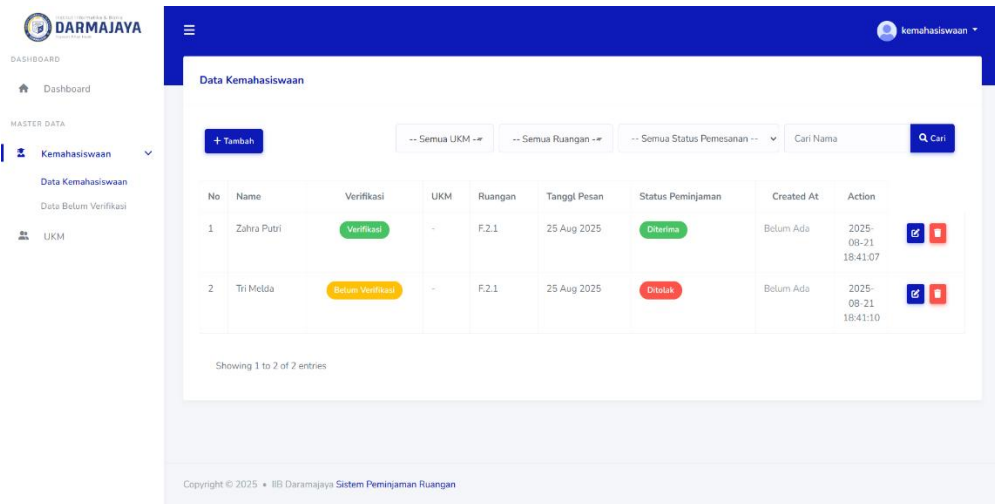 DARMAJAYA
kemahasiswaan
DASHBOARD
Dashboard
MASTER DATA
Kemahasiswaan
Data Kemahasiswaan
Data Belum Verifikasi
UKM
Data Kemahasiswaan
+ Tambah
-- Semua UKM --
-- Semua Ruangan --
-- Semua Status Pemesanan --
Cari Nama
Cari
No Name Verifikasi UKM Ruangan Tanggl Pesan Status Peminjaman Created At Action
1 Zahra Putri Verifikasi - F.2.1 25 Aug 2025 Diterima Belum Ada 2025-
08-21
18:41:07
2 Tri Melda Belum Verifikasi - F.2.1 25 Aug 2025 Ditolak Belum Ada 2025-
08-21
18:41:10
Showing 1 to 2 of 2 entries
Copyright © 2025 • IIB Daramajaya Sistem Peminjaman Ruangan